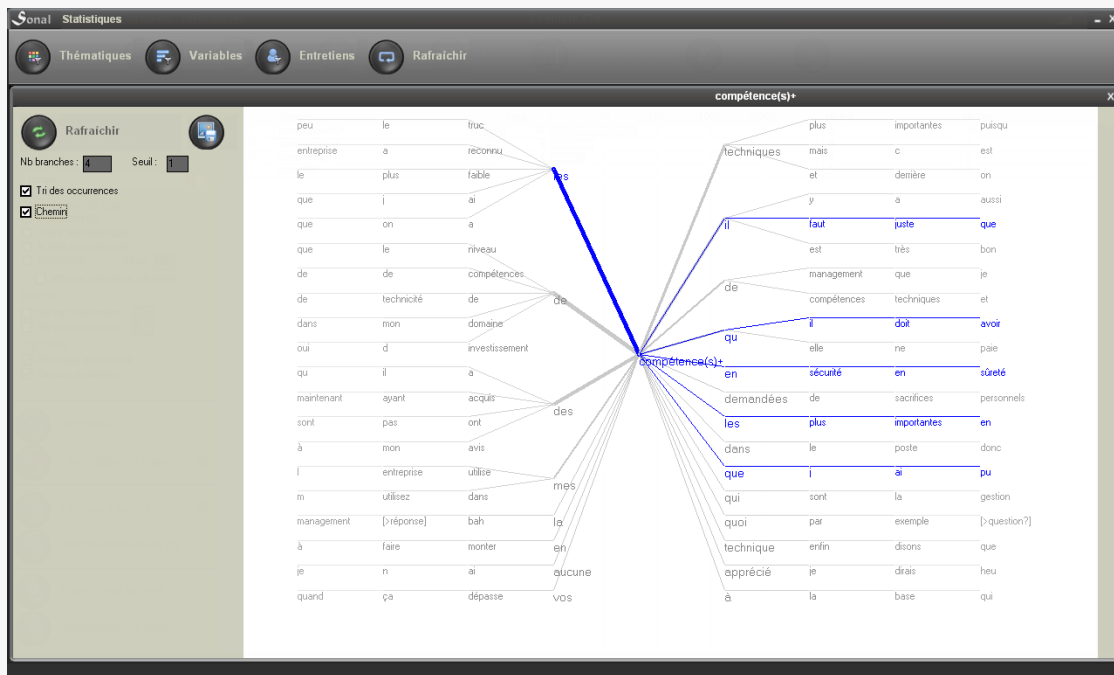 Sonal Statistiques
Thématiques Variables Entretiens Rafraîchir
compétence(s)+
Rafraîchir
Nb branches : 4 Seuil : 1
Tri des occurrences
Chemin
peu le truc
entreprise a reconnu
le plus faible
que j ai
que on a
les
que le niveau
de de compétences
de technicité de
dans mon domaine
oui d investissement
de
qu il a
maintenant ayant acquis
sont pas ont
à mon avis
des
l entreprise utilise
m utilisez dans
mes
management [>réponse] bah la
à faire monter en
je n ai aucune
quand ça dépasse vos
compétence(s)+
techniques
plus importantes puisqu
mais c est
et derrière on
il
y a aussi
faut juste que
est très bon
de
management que je
compétences techniques et
qu
il doit avoir
elle ne paie
en sécurité en sûreté
demandées de sacrifices personnels
les plus importantes en
dans le poste donc
que j ai pu
qui sont la gestion
quoi par exemple [>question?]
technique enfin disons que
apprécié je dirais heu
à la base qui